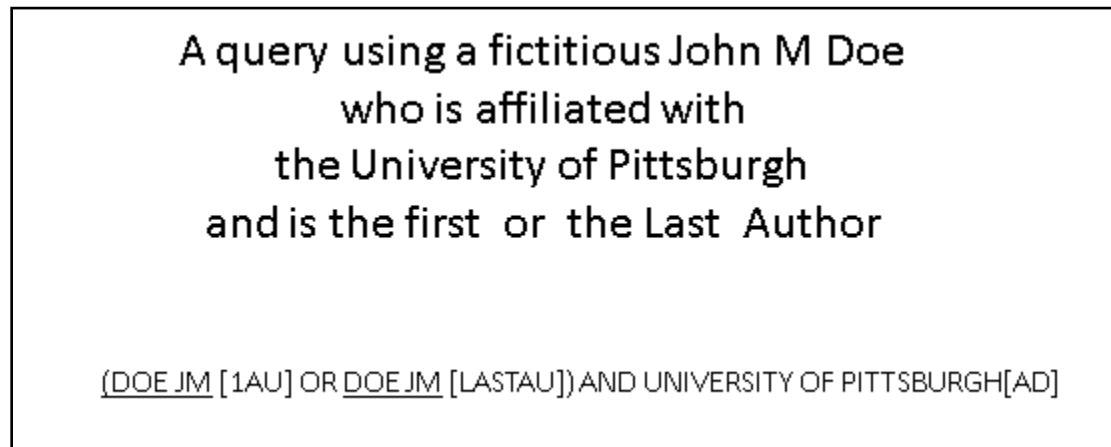 A query using a fictitious John M Doe
who is affiliated with
the University of Pittsburgh
and is the first or the Last Author
(DOE JM [1AU] OR DOE JM [LASTAU]) AND UNIVERSITY OF PITTSBURGH[AD]